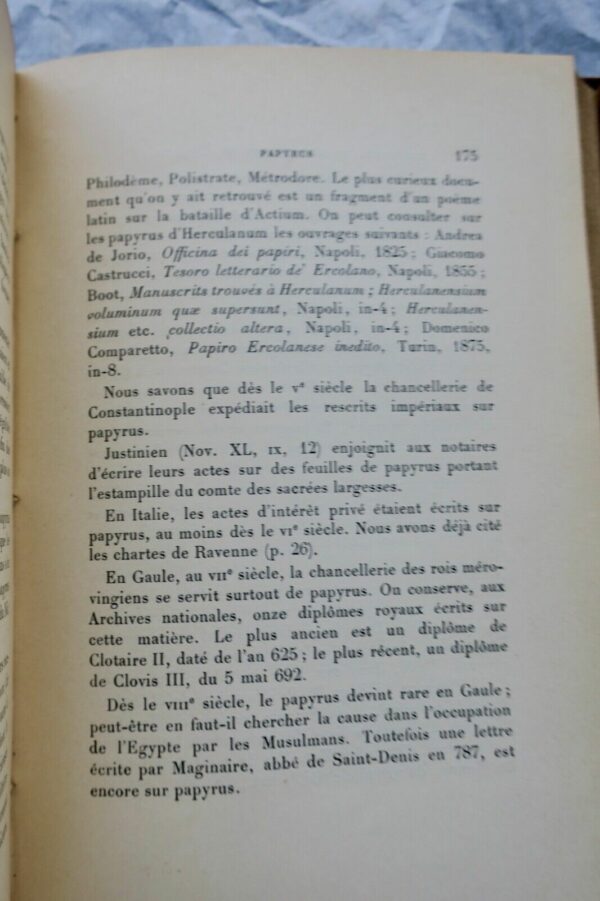 PAPYRUS 175
Philodème, Polistrate, Métrodore. Le plus curieux docu-
ment qu'on y ait retrouvé est un fragment d'un poème
latin sur la bataille d'Actium. On peut consulter sur
les papyrus d'Herculanum les ouvrages suivants : Andrea
de Jorio, Officina dei papiri, Napoli, 1825 ; Giacomo
Castrucci, Tesoro letterario de' Ercolano, Napoli, 1855 ;
Boot, Manuscrits trouvés à Herculanum ; Herculanensium
voluminum quæ supersunt, Napoli, in-4 ; Herculanen-
sium etc. collectio altera, Napoli, in-4 ; Domenico
Comparetto, Papiro Ercolanese inedito, Turin, 1875,
in-8.
Nous savons que dès le Ve siècle la chancellerie de
Constantinople expédiait les rescrits impériaux sur
papyrus.
Justinien (Nov. XL, IX, 12) enjoignit aux notaires
d'écrire leurs actes sur des feuilles de papyrus portant
l'estampille du comte des sacrées largesses.
En Italie, les actes d'intérêt privé étaient écrits sur
papyrus, au moins dès le VIe siècle. Nous avons déjà cité
les chartes de Ravenne (p. 26).
En Gaule, au VIIe siècle, la chancellerie des rois méro-
vingiens se servit surtout de papyrus. On conserve, aux
Archives nationales, onze diplômes royaux écrits sur
cette matière. Le plus ancien est un diplôme de
Clotaire II, daté de l'an 625 ; le plus récent, un diplôme
de Clovis III, du 5 mai 692.
Dès le VIIIe siècle, le papyrus devint rare en Gaule ;
peut-être en faut-il chercher la cause dans l'occupation
de l'Egypte par les Musulmans. Toutefois une lettre
écrite par Maginaire, abbé de Saint-Denis en 787, est
encore sur papyrus.